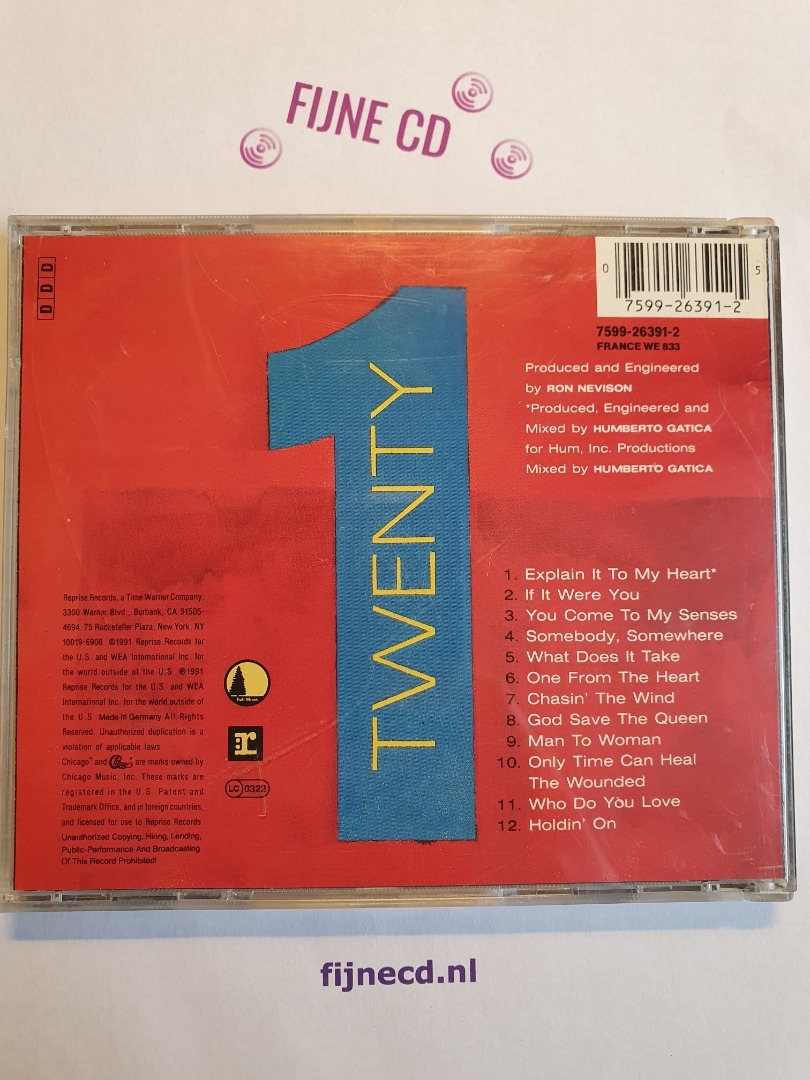 FIJNE CD
DDD
0
5
7599-26391-2
7599-26391-2
FRANCE WE 833
Produced and Engineered
by RON NEVISON
*Produced, Engineered and
Mixed by HUMBERTO GATICA
for Hum, Inc. Productions
Mixed by HUMBERTO GATICA
1
TWENTY
1. Explain It To My Heart*
2. If It Were You
3. You Come To My Senses
4. Somebody, Somewhere
5. What Does It Take
6. One From The Heart
7. Chasin' The Wind
8. God Save The Queen
9. Man To Woman
10. Only Time Can Heal
The Wounded
11. Who Do You Love
12. Holdin' On
Reprise Records, a Time Warner Company,
3300 Warner Blvd., Burbank, CA 91505-
4694. 75 Rockefeller Plaza, New York, NY
10019-6908. ©1991 Reprise Records for
the U.S. and WEA International Inc. for
the world outside of the U.S. ℗1991
Reprise Records for the U.S. and WEA
International Inc. for the world outside of
the U.S. Made in Germany All Rights
Reserved. Unauthorized duplication is a
violation of applicable laws.
Chicago® and Chicago® are marks owned by
Chicago Music, Inc. These marks are
registered in the U.S. Patent and
Trademark Office, and in foreign countries,
and licensed for use to Reprise Records.
Unauthorized Copying, Hiring, Lending,
Public-Performance And Broadcasting
Of This Record Prohibited!
Full Moon
r
LC 0322
fijnecd.nl